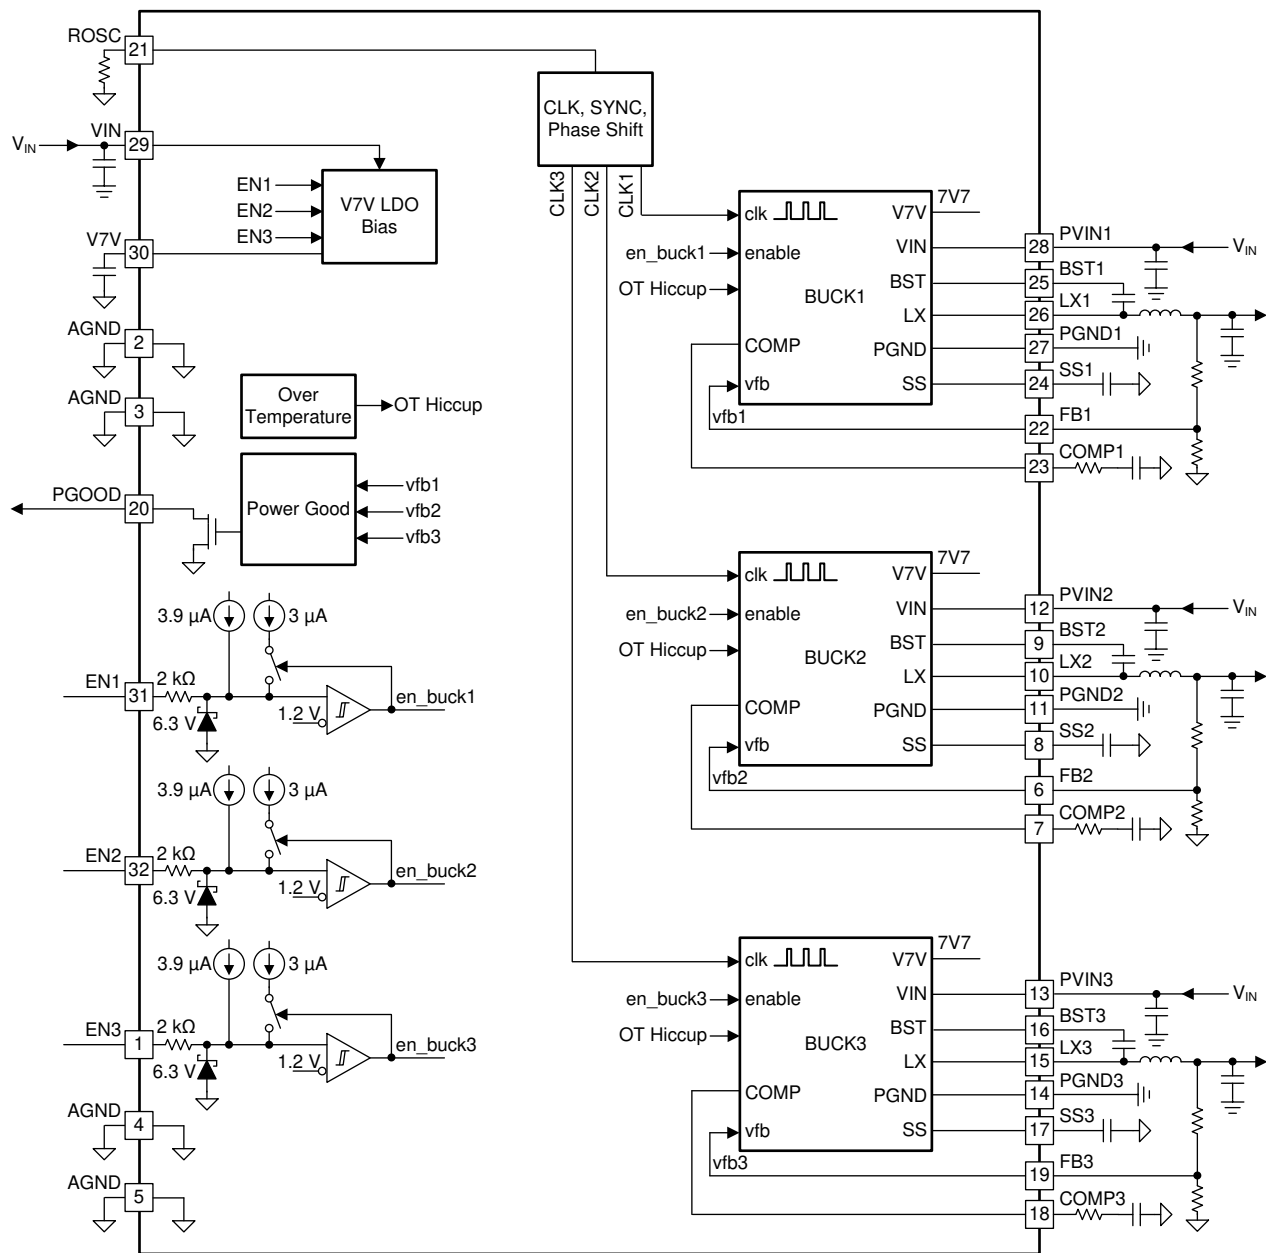 ROSC
21
CLK, SYNC,
Phase Shift
VIN
VIN
29
EN1
EN2
EN3
V7V LDO
Bias
V7V
30
CLK3
CLK2
CLK1
AGND
2
AGND
3
Over
Temperature
OT Hiccup
PGOOD
20
Power Good
vfb1
vfb2
vfb3
3.9 µA
3 µA
EN1
31
2 kΩ
6.3 V
1.2 V
en_buck1
3.9 µA
3 µA
EN2
32
2 kΩ
6.3 V
1.2 V
en_buck2
3.9 µA
3 µA
EN3
1
2 kΩ
6.3 V
1.2 V
en_buck3
AGND
4
AGND
5
7V7
clk
V7V
en_buck1
enable
VIN
OT Hiccup
BUCK1
BST
LX
COMP
PGND
vfb
SS
vfb1
28
PVIN1
VIN
25
BST1
26
LX1
27
PGND1
24
SS1
22
FB1
23
COMP1
7V7
clk
V7V
en_buck2
enable
VIN
OT Hiccup
BUCK2
BST
LX
COMP
PGND
vfb
SS
vfb2
12
PVIN2
VIN
9
BST2
10
LX2
11
PGND2
8
SS2
6
FB2
7
COMP2
7V7
clk
V7V
en_buck3
enable
VIN
OT Hiccup
BUCK3
BST
LX
COMP
PGND
vfb
SS
vfb3
13
PVIN3
VIN
16
BST3
15
LX3
14
PGND3
17
SS3
19
FB3
18
COMP3